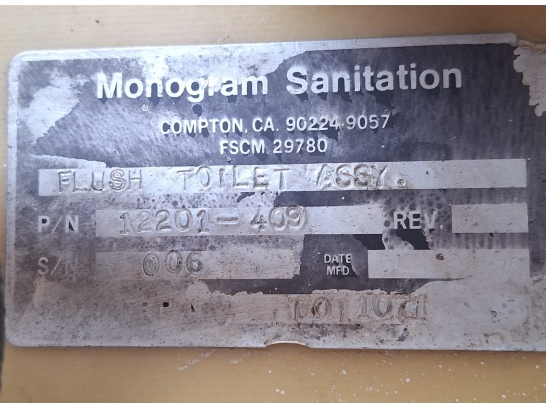 Monogram Sanitation
COMPTON, CA. 90224-9057
FSCM 29780
FLUSH TOILET ASSY.
P/N 12201-409 REV.
S/N 006 DATE MFD